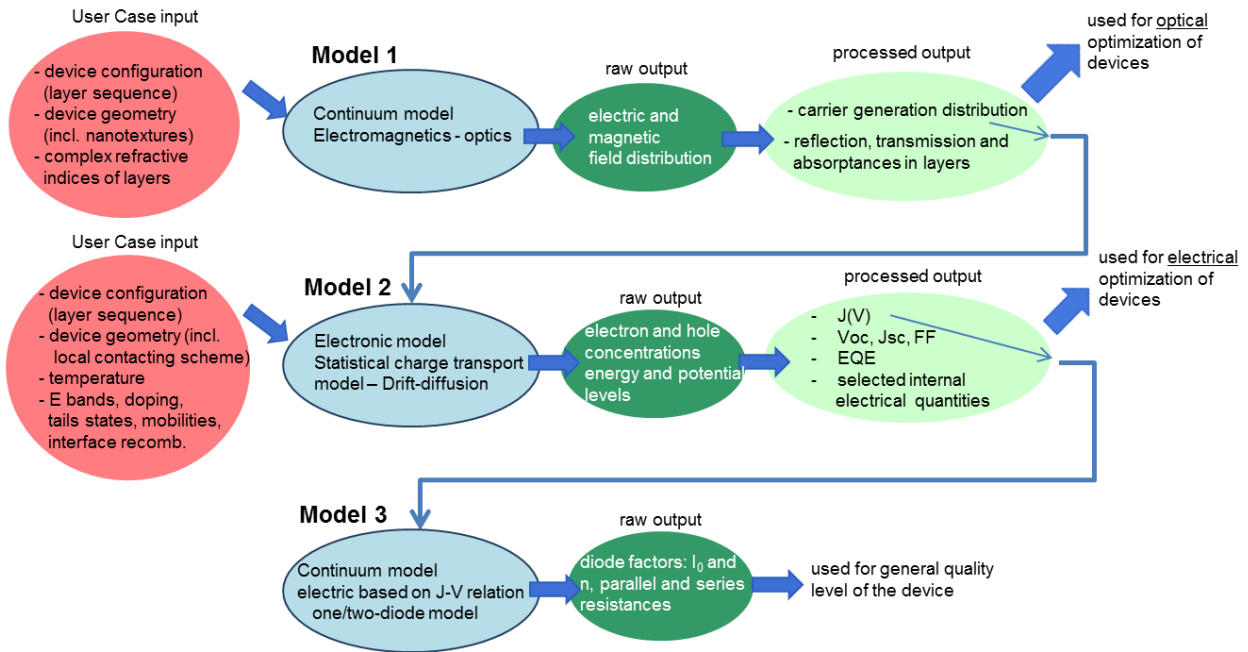 User Case input
- device configuration
(layer sequence)
- device geometry
(incl. nanotextures)
- complex refractive
indices of layers
Model 1
Continuum model
Electromagnetics - optics
raw output
electric and
magnetic
field distribution
processed output
- carrier generation distribution
- reflection, transmission and
absorptances in layers
used for optical
optimization of
devices
User Case input
- device configuration
(layer sequence)
- device geometry (incl.
local contacting scheme)
- temperature
- E bands, doping,
tails states, mobilities,
interface recomb.
Model 2
Electronic model
Statistical charge transport
model – Drift-diffusion
raw output
electron and hole
concentrations
energy and potential
levels
processed output
- J(V)
- Voc, Jsc, FF
- EQE
- selected internal
electrical quantities
used for electrical
optimization of
devices
Model 3
Continuum model
electric based on J-V relation
one/two-diode model
raw output
diode factors: I₀ and
n, parallel and series
resistances
used for general quality
level of the device